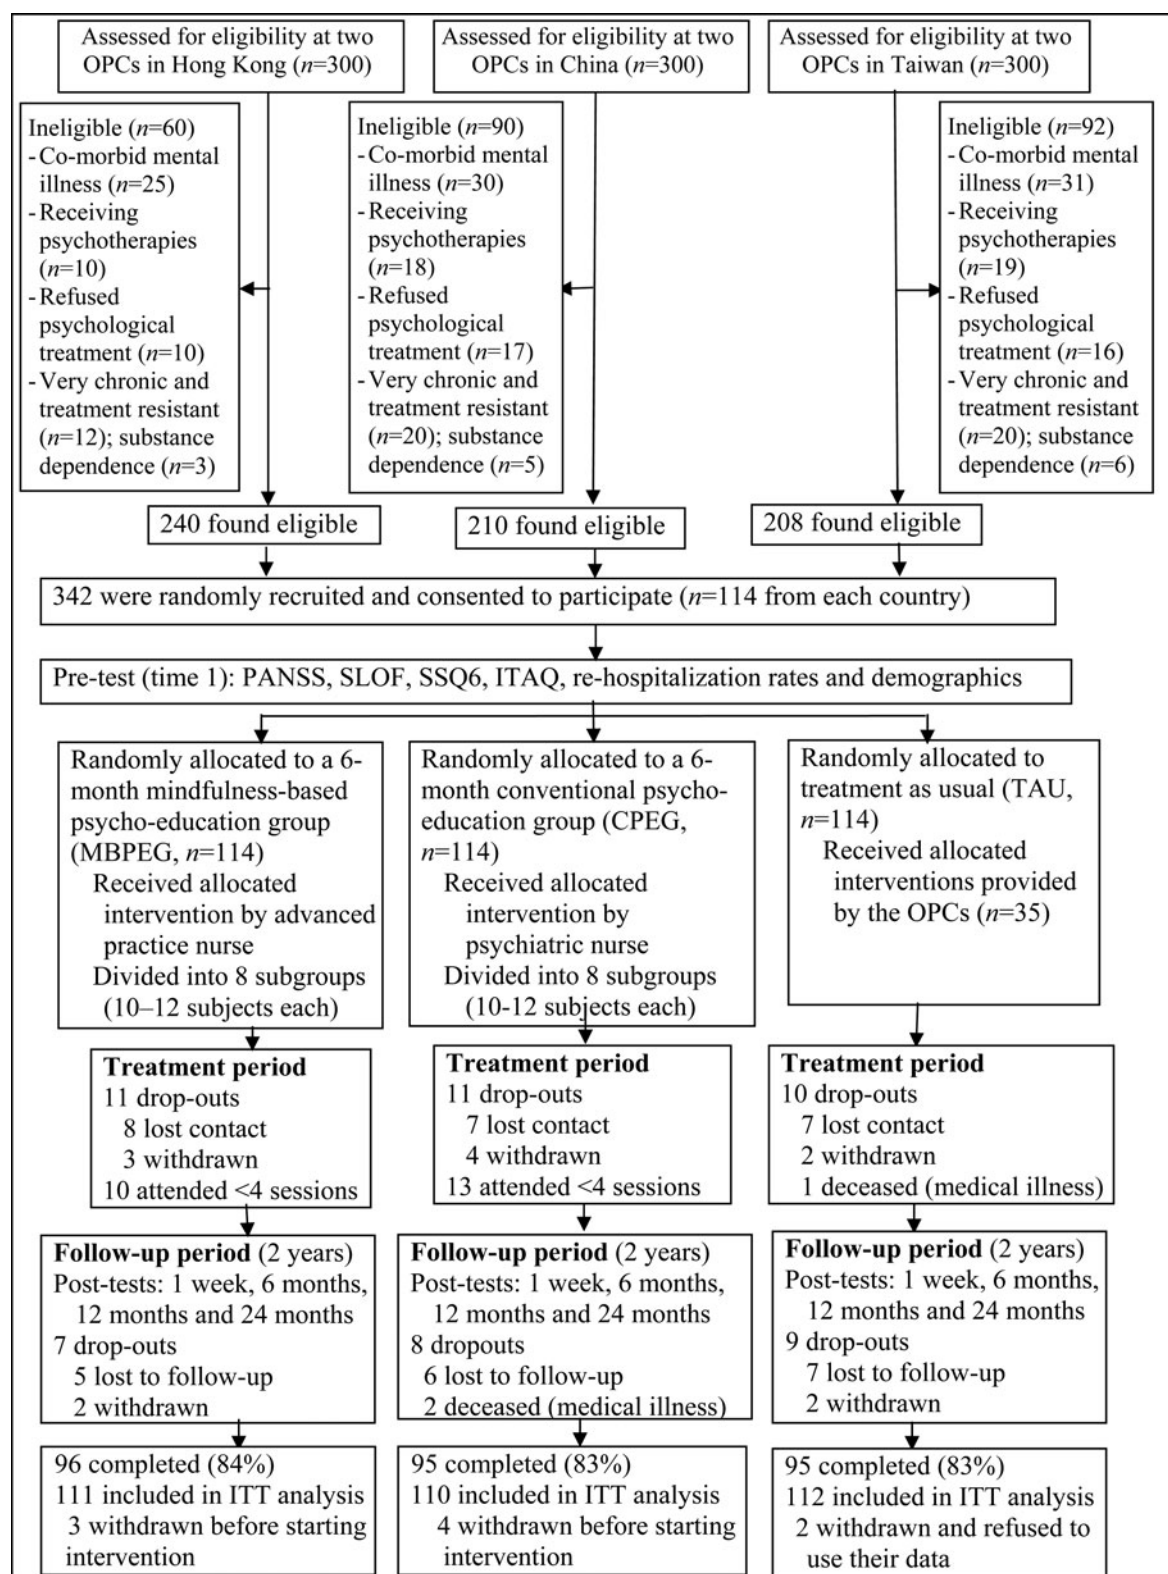 Assessed for eligibility at two
OPCs in Hong Kong (n=300)
Assessed for eligibility at two
OPCs in China (n=300)
Assessed for eligibility at two
OPCs in Taiwan (n=300)
Ineligible (n=60)
- Co-morbid mental
illness (n=25)
- Receiving
psychotherapies
(n=10)
- Refused
psychological
treatment (n=10)
- Very chronic and
treatment resistant
(n=12); substance
dependence (n=3)
Ineligible (n=90)
- Co-morbid mental
illness (n=30)
- Receiving
psychotherapies
(n=18)
- Refused
psychological
treatment (n=17)
- Very chronic and
treatment resistant
(n=20); substance
dependence (n=5)
Ineligible (n=92)
- Co-morbid mental
illness (n=31)
- Receiving
psychotherapies
(n=19)
- Refused
psychological
treatment (n=16)
- Very chronic and
treatment resistant
(n=20); substance
dependence (n=6)
240 found eligible
210 found eligible
208 found eligible
342 were randomly recruited and consented to participate (n=114 from each country)
Pre-test (time 1): PANSS, SLOF, SSQ6, ITAQ, re-hospitalization rates and demographics
Randomly allocated to a 6-
month mindfulness-based
psycho-education group
(MBPEG, n=114)
Received allocated
intervention by advanced
practice nurse
Divided into 8 subgroups
(10–12 subjects each)
Randomly allocated to a 6-
month conventional psycho-
education group (CPEG,
n=114)
Received allocated
intervention by
psychiatric nurse
Divided into 8 subgroups
(10-12 subjects each)
Randomly allocated to
treatment as usual (TAU,
n=114)
Received allocated
interventions provided
by the OPCs (n=35)
Treatment period
11 drop-outs
8 lost contact
3 withdrawn
10 attended <4 sessions
Treatment period
11 drop-outs
7 lost contact
4 withdrawn
13 attended <4 sessions
Treatment period
10 drop-outs
7 lost contact
2 withdrawn
1 deceased (medical illness)
Follow-up period (2 years)
Post-tests: 1 week, 6 months,
12 months and 24 months
7 drop-outs
5 lost to follow-up
2 withdrawn
Follow-up period (2 years)
Post-tests: 1 week, 6 months,
12 months and 24 months
8 dropouts
6 lost to follow-up
2 deceased (medical illness)
Follow-up period (2 years)
Post-tests: 1 week, 6 months,
12 months and 24 months
9 drop-outs
7 lost to follow-up
2 withdrawn
96 completed (84%)
111 included in ITT analysis
3 withdrawn before starting
intervention
95 completed (83%)
110 included in ITT analysis
4 withdrawn before starting
intervention
95 completed (83%)
112 included in ITT analysis
2 withdrawn and refused to
use their data